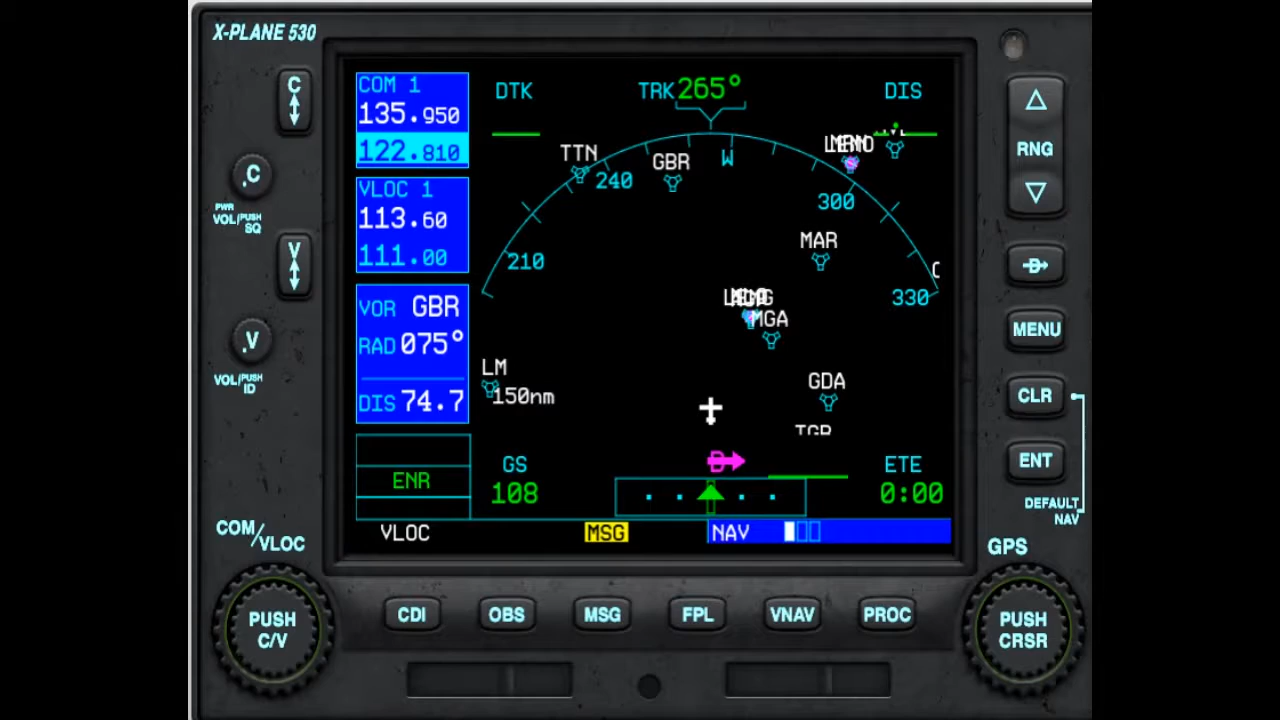 X-PLANE 530
COM 1
135.950
122.810
VLOC 1
113.60
111.00
VOR GBR
RAD 075°
DIS 74.7
ENR
VLOC
DTK
TRK 265°
DIS
TTN
GBR
W
240
300
210
330
MAR
MGA
LM
150nm
GDA
GS
108
D
ETE
0:00
MSG
NAV
C
.C
PWR
VOL/PUSH SQ
V
.V
VOL/PUSH ID
COM/VLOC
PUSH
C/V
CDI
OBS
MSG
FPL
VNAV
PROC
RNG
D
MENU
CLR
ENT
DEFAULT
NAV
GPS
PUSH
CRSR